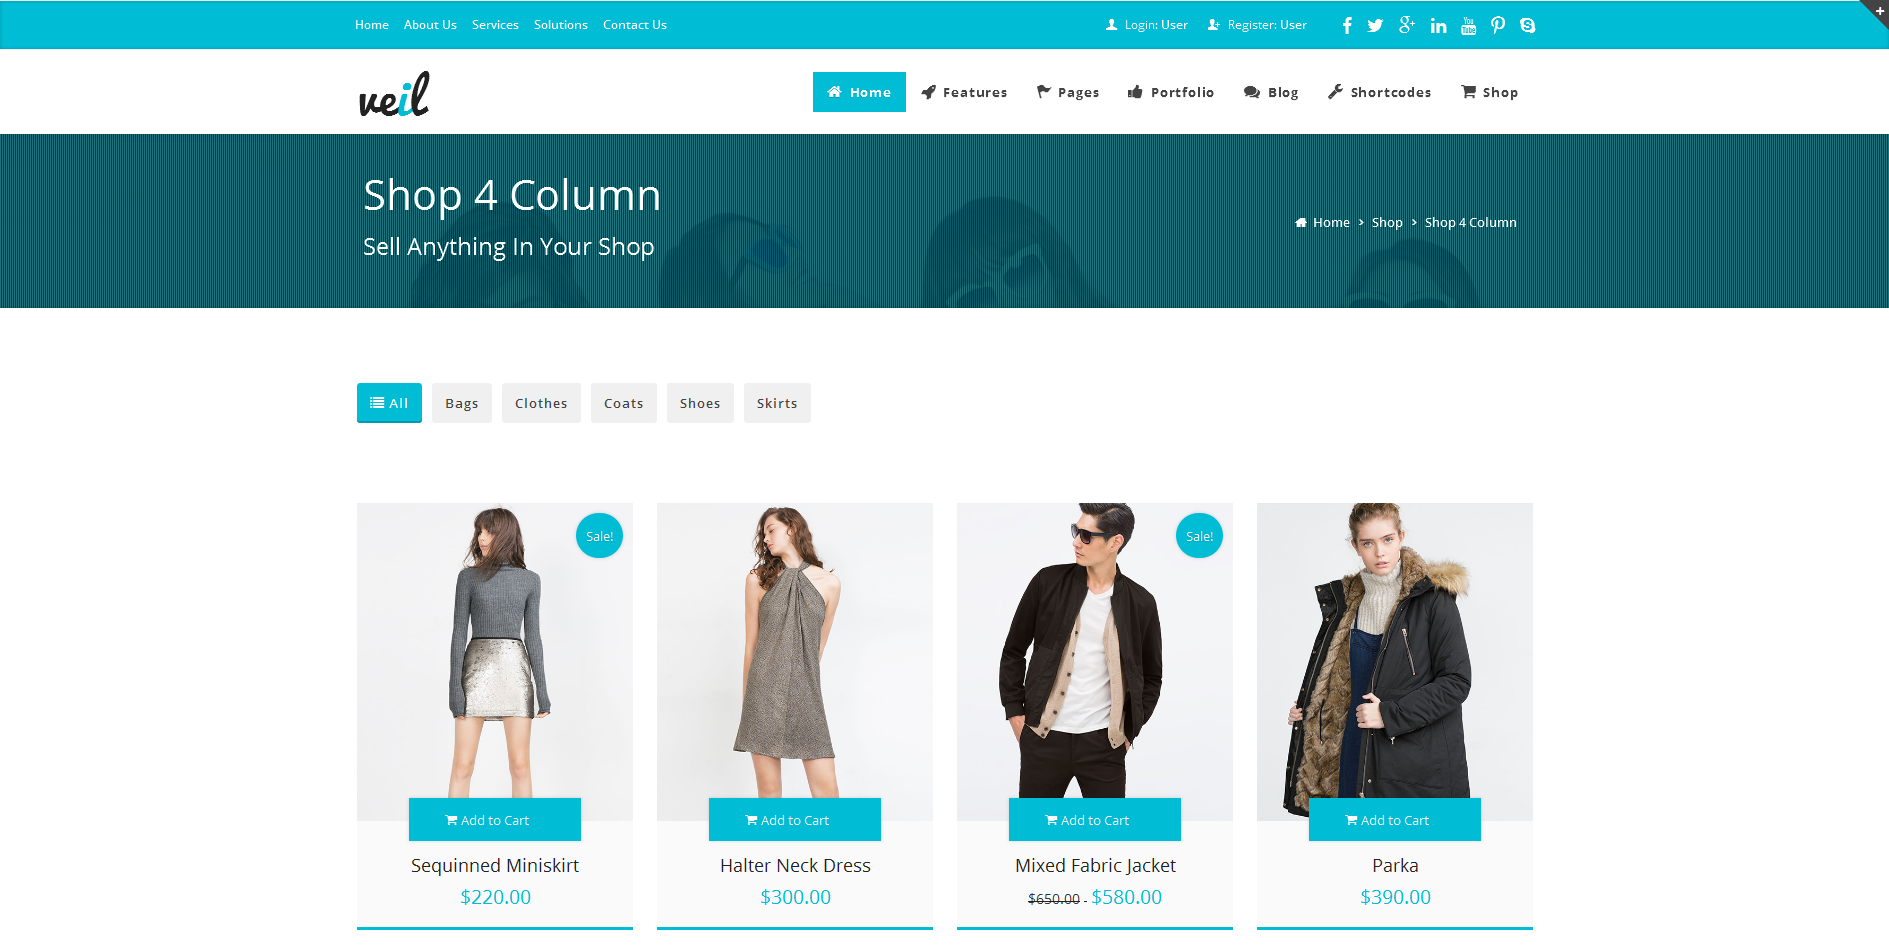 Home About Us Services Solutions Contact Us Login: User Register: User
veil Home Features Pages Portfolio Blog Shortcodes Shop
Shop 4 Column
Home > Shop > Shop 4 Column
Sell Anything In Your Shop
All Bags Clothes Coats Shoes Skirts
Sale! Sale!
Add to Cart Add to Cart Add to Cart Add to Cart
Sequinned Miniskirt Halter Neck Dress Mixed Fabric Jacket Parka
$220.00 $300.00 $650.00 - $580.00 $390.00